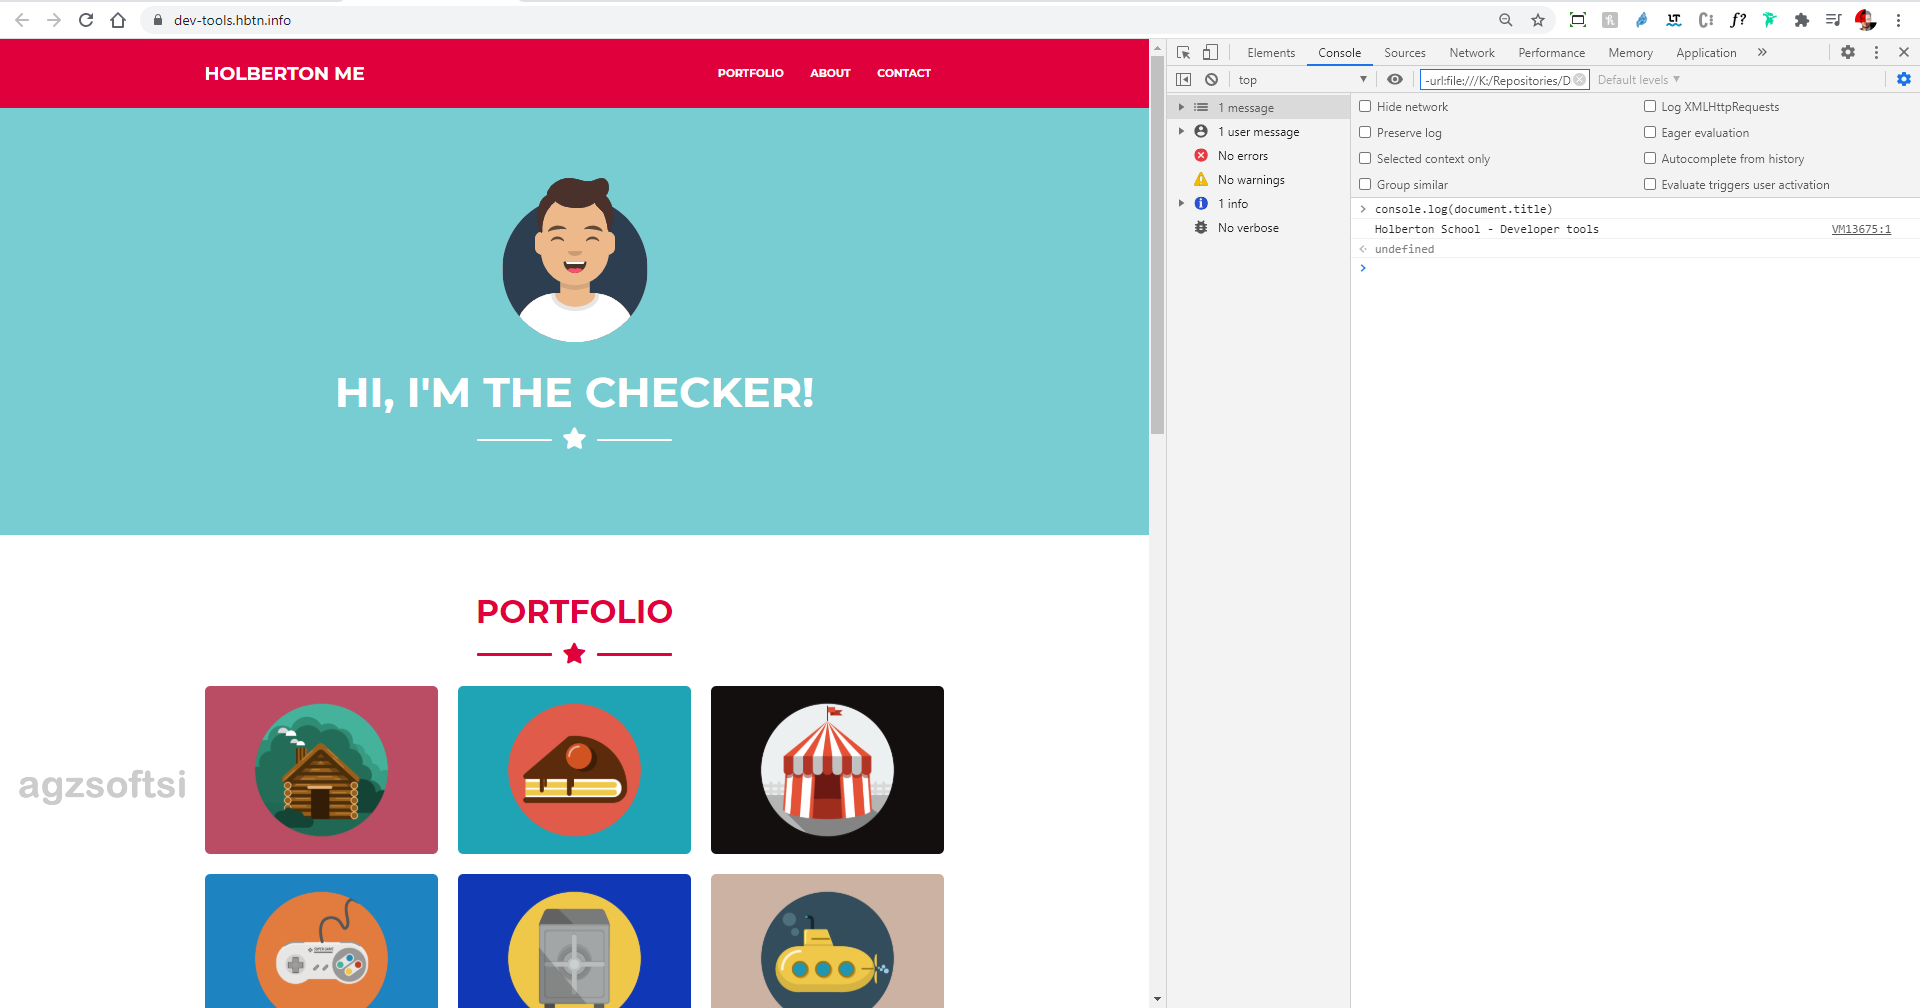 dev-tools.hbtn.info
HOLBERTON ME
PORTFOLIO ABOUT CONTACT
HI, I'M THE CHECKER!
PORTFOLIO
agzsoftsi
Elements Console Sources Network Performance Memory Application
top
-url:file:///K:/Repositories/D
Default levels
1 message
1 user message
No errors
No warnings
1 info
No verbose
Hide network
Log XMLHttpRequests
Preserve log
Eager evaluation
Selected context only
Autocomplete from history
Group similar
Evaluate triggers user activation
console.log(document.title)
Holberton School - Developer tools
VM13675:1
undefined